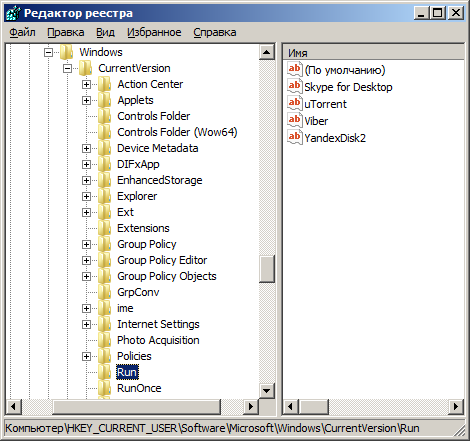 Редактор реестра
Файл Правка Вид Избранное Справка
Windows
CurrentVersion
Action Center
Applets
Controls Folder
Controls Folder (Wow64)
Device Metadata
DIFxApp
EnhancedStorage
Explorer
Ext
Extensions
Group Policy
Group Policy Editor
Group Policy Objects
GrpConv
ime
Internet Settings
Photo Acquisition
Policies
Run
RunOnce
Имя
(По умолчанию)
Skype for Desktop
uTorrent
Viber
YandexDisk2
Компьютер\HKEY_CURRENT_USER\Software\Microsoft\Windows\CurrentVersion\Run